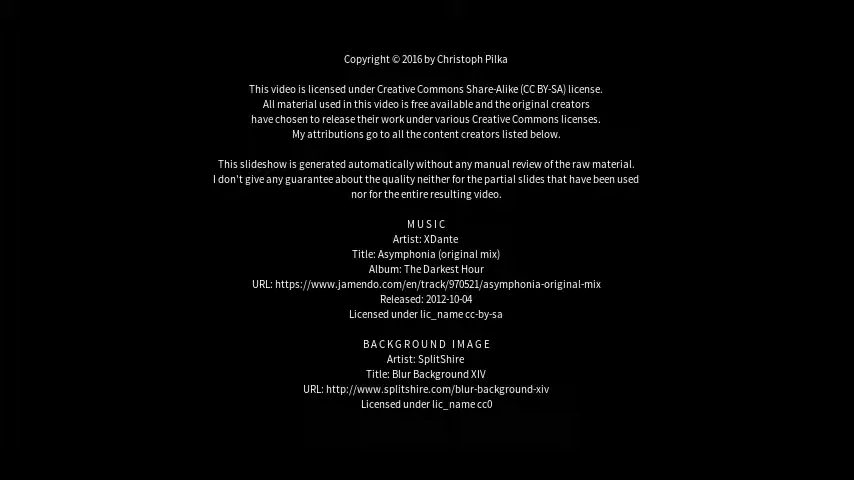 Copyright © 2016 by Christoph Pilka
This video is licensed under Creative Commons Share-Alike (CC BY-SA) license.
All material used in this video is free available and the original creators
have chosen to release their work under various Creative Commons licenses.
My attributions go to all the content creators listed below.
This slideshow is generated automatically without any manual review of the raw material.
I don't give any guarantee about the quality neither for the partial slides that have been used
nor for the entire resulting video.
MUSIC
Artist: XDante
Title: Asymphonia (original mix)
Album: The Darkest Hour
URL: https://www.jamendo.com/en/track/970521/asymphonia-original-mix
Released: 2012-10-04
Licensed under lic_name cc-by-sa
BACKGROUND IMAGE
Artist: SplitShire
Title: Blur Background XIV
URL: http://www.splitshire.com/blur-background-xiv
Licensed under lic_name cc0